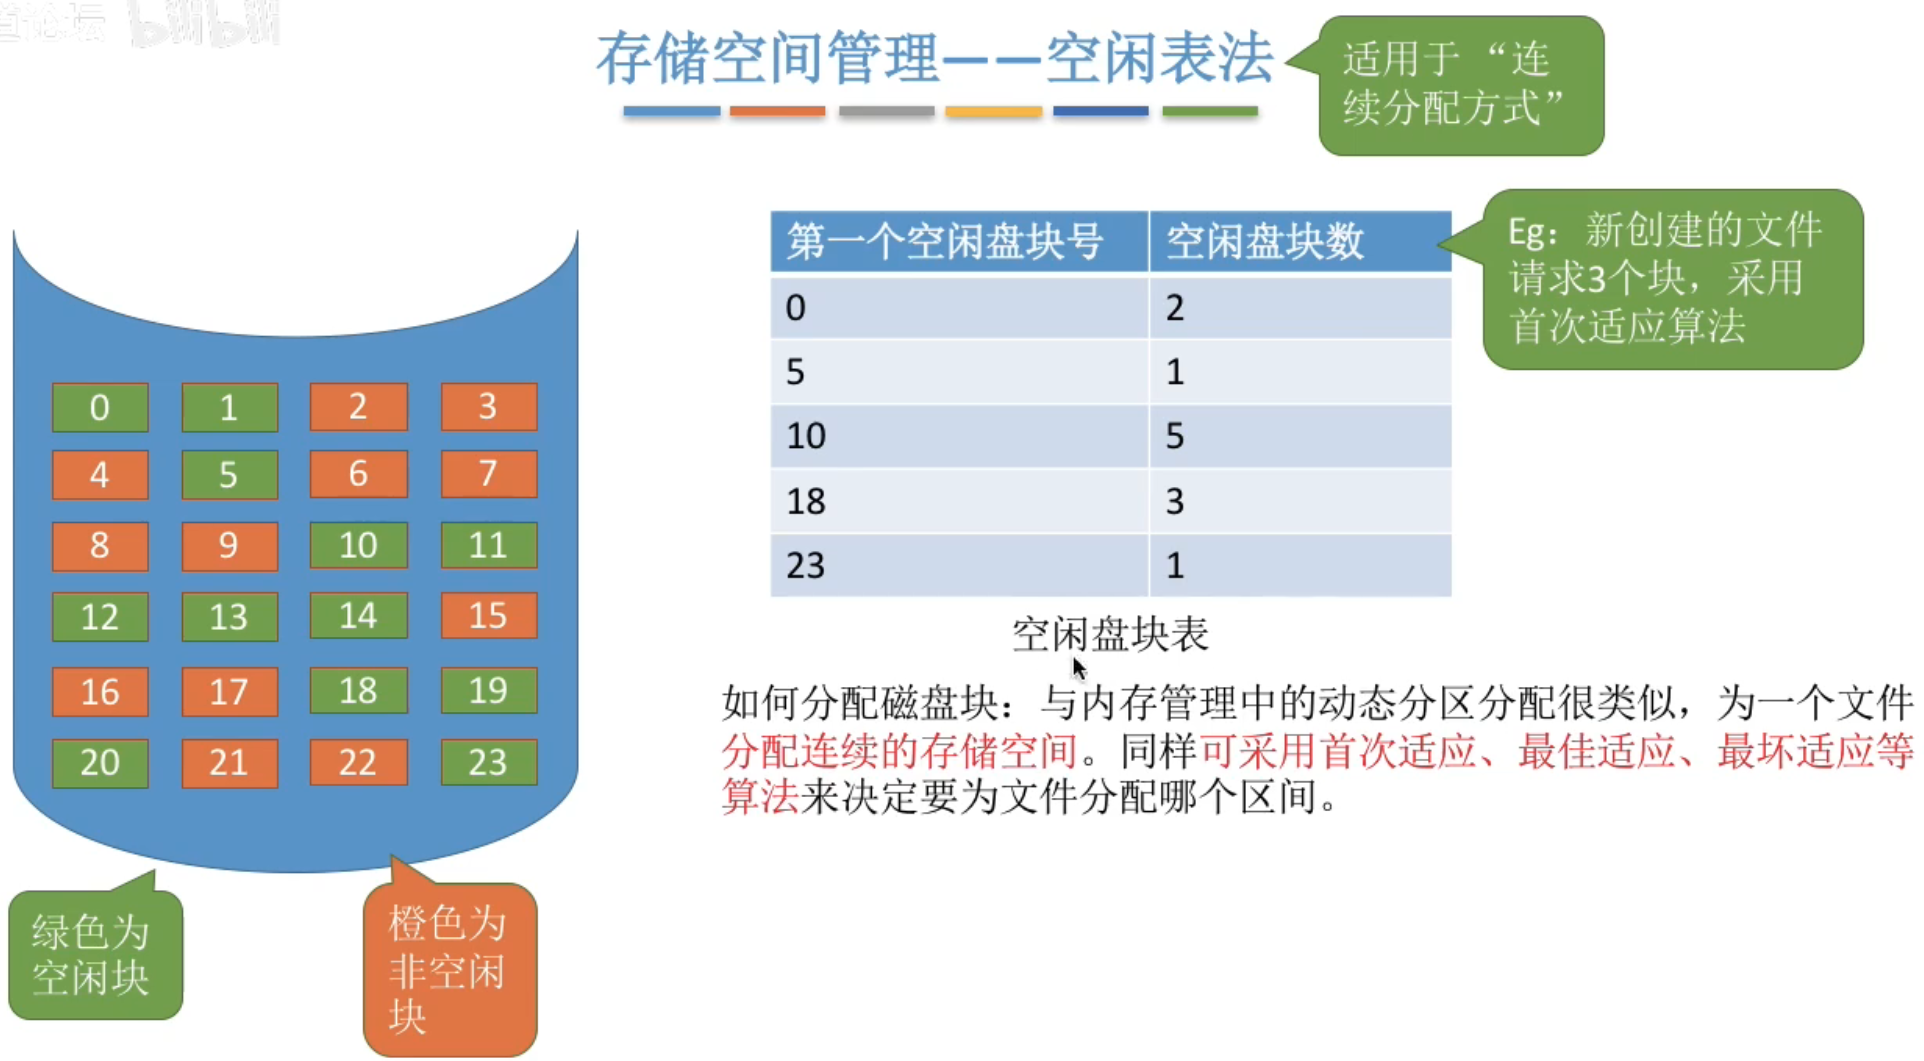 道论坛 bilibili
存储空间管理——空闲表法
适用于 “连
续分配方式”
第一个空闲盘块号 空闲盘块数
0 2
5 1
10 5
18 3
23 1
空闲盘块表
Eg：新创建的文件
请求3个块，采用
首次适应算法
0 1 2 3
4 5 6 7
8 9 10 11
12 13 14 15
16 17 18 19
20 21 22 23
如何分配磁盘块：与内存管理中的动态分区分配很类似，为一个文件
分配连续的存储空间。同样可采用首次适应、最佳适应、最坏适应等
算法来决定要为文件分配哪个区间。
绿色为
空闲块
橙色为
非空闲
块